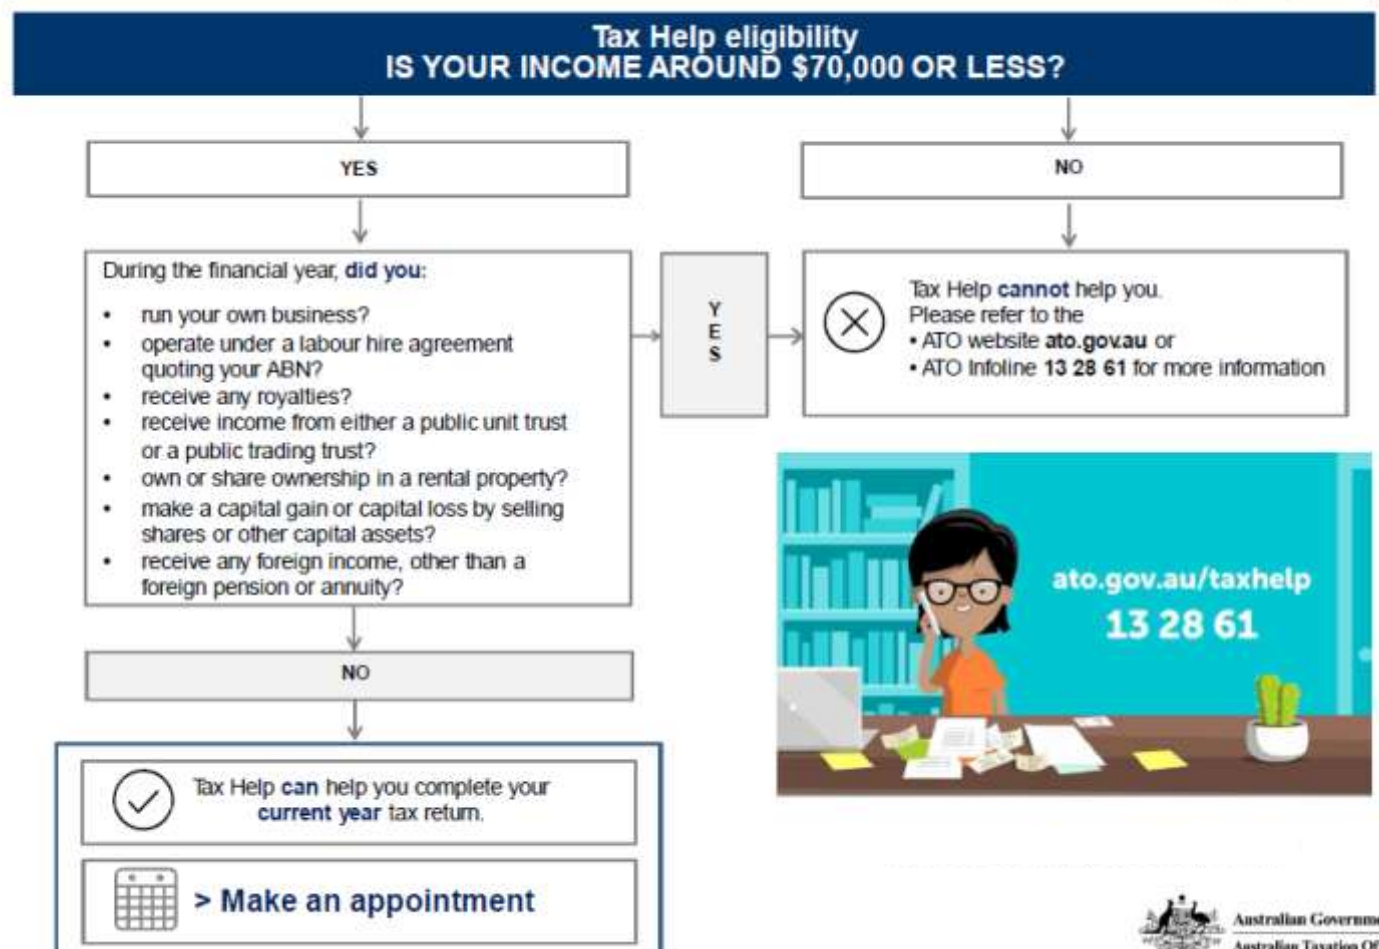 Tax Help eligibility
IS YOUR INCOME AROUND $70,000 OR LESS?
YES
NO
During the financial year, did you:
• run your own business?
• operate under a labour hire agreement
quoting your ABN?
• receive any royalties?
• receive income from either a public unit trust
or a public trading trust?
• own or share ownership in a rental property?
• make a capital gain or capital loss by selling
shares or other capital assets?
• receive any foreign income, other than a
foreign pension or annuity?
Y
E
S
Tax Help cannot help you.
Please refer to the
• ATO website ato.gov.au or
• ATO Infoline 13 28 61 for more information
ato.gov.au/taxhelp
13 28 61
NO
Tax Help can help you complete your
current year tax return.
> Make an appointment
Australian Governme
Australian Taxation Of